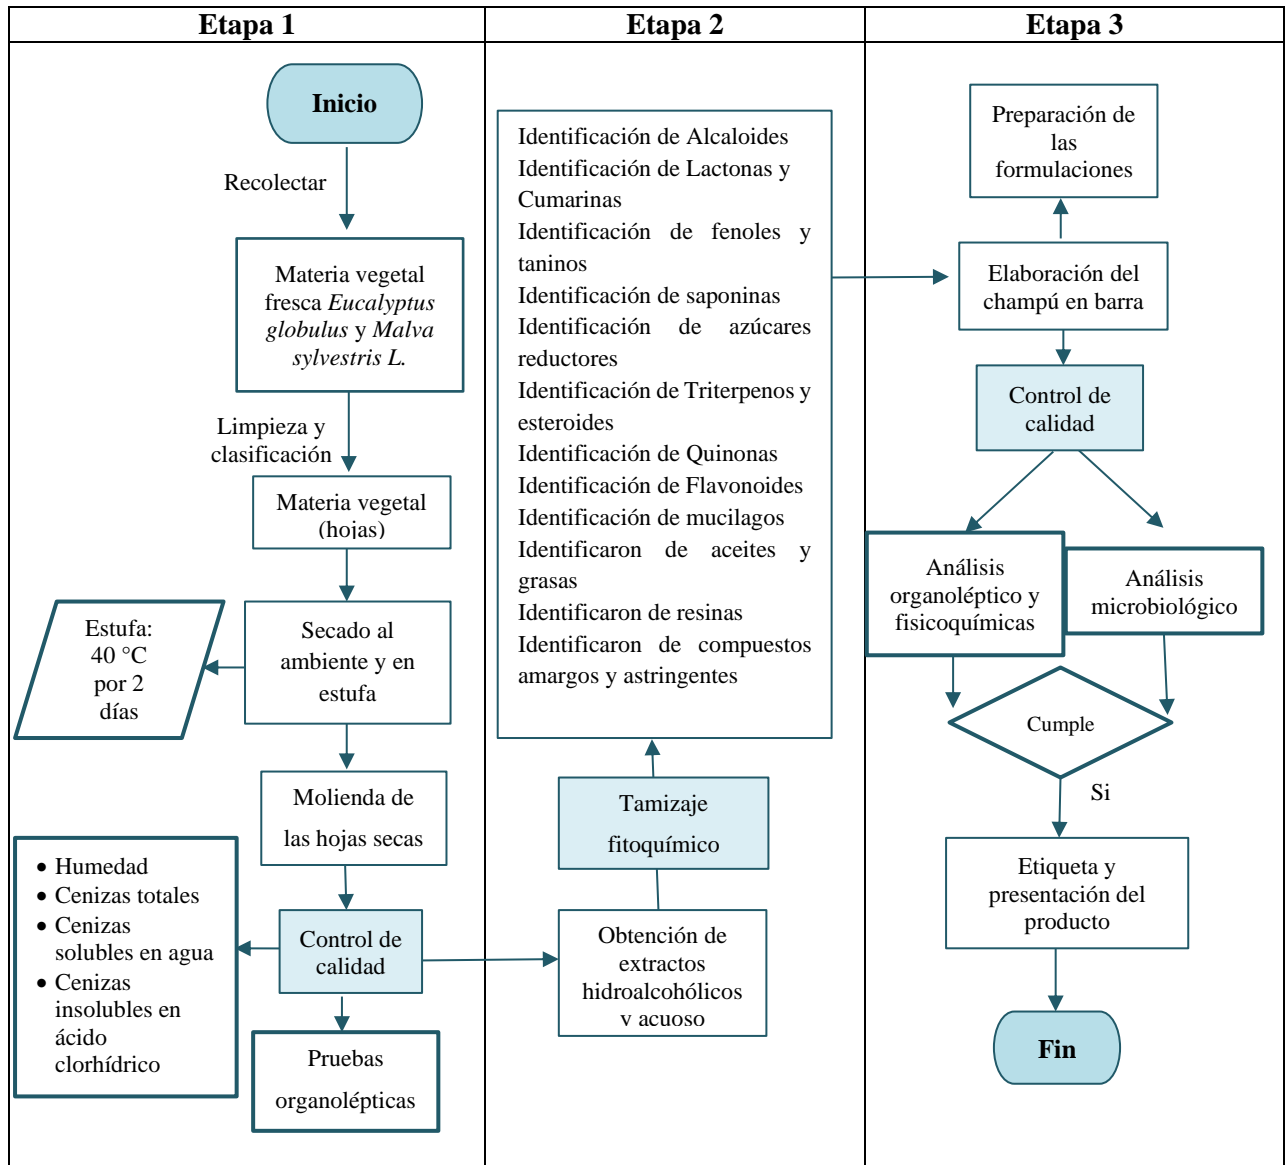 Etapa 1
Inicio
Recolectar
Materia vegetal
fresca Eucalyptus
globulus y Malva
sylvestris L.
Limpieza y
clasificación
Materia vegetal
(hojas)
Secado al
ambiente y en
estufa
Estufa:
40 °C
por 2
días
Molienda de
las hojas secas
Control de
calidad
• Humedad
• Cenizas totales
• Cenizas
solubles en agua
• Cenizas
insolubles en
ácido
clorhídrico
Pruebas
organolépticas
Etapa 2
Identificación de Alcaloides
Identificación de Lactonas y
Cumarinas
Identificación de fenoles y
taninos
Identificación de saponinas
Identificación de azúcares
reductores
Identificación de Triterpenos y
esteroides
Identificación de Quinonas
Identificación de Flavonoides
Identificación de mucilagos
Identificaron de aceites y
grasas
Identificaron de resinas
Identificaron de compuestos
amargos y astringentes
Tamizaje
fitoquímico
Obtención de
extractos
hidroalcohólicos
y acuoso
Etapa 3
Preparación de
las
formulaciones
Elaboración del
champú en barra
Control de
calidad
Análisis
organoléptico y
fisicoquímicas
Análisis
microbiológico
Cumple
Si
Etiqueta y
presentación del
producto
Fin